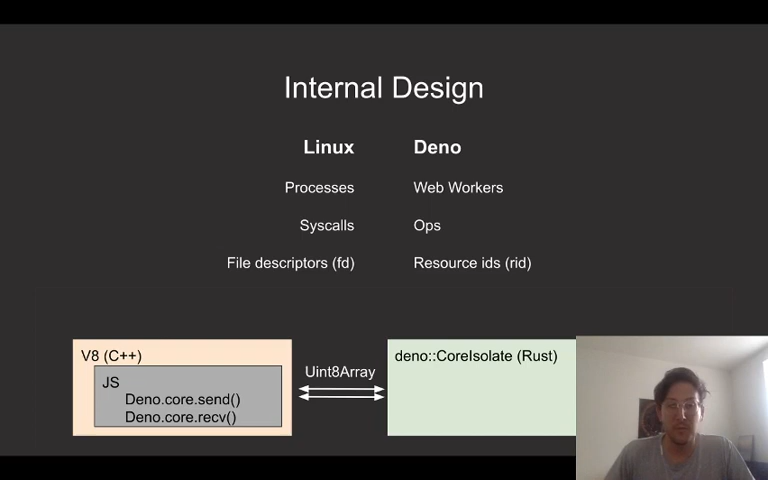 Internal Design
Linux Deno
Processes Web Workers
Syscalls Ops
File descriptors (fd) Resource ids (rid)
V8 (C++)
JS
Deno.core.send()
Deno.core.recv()
Uint8Array
deno::CoreIsolate (Rust)